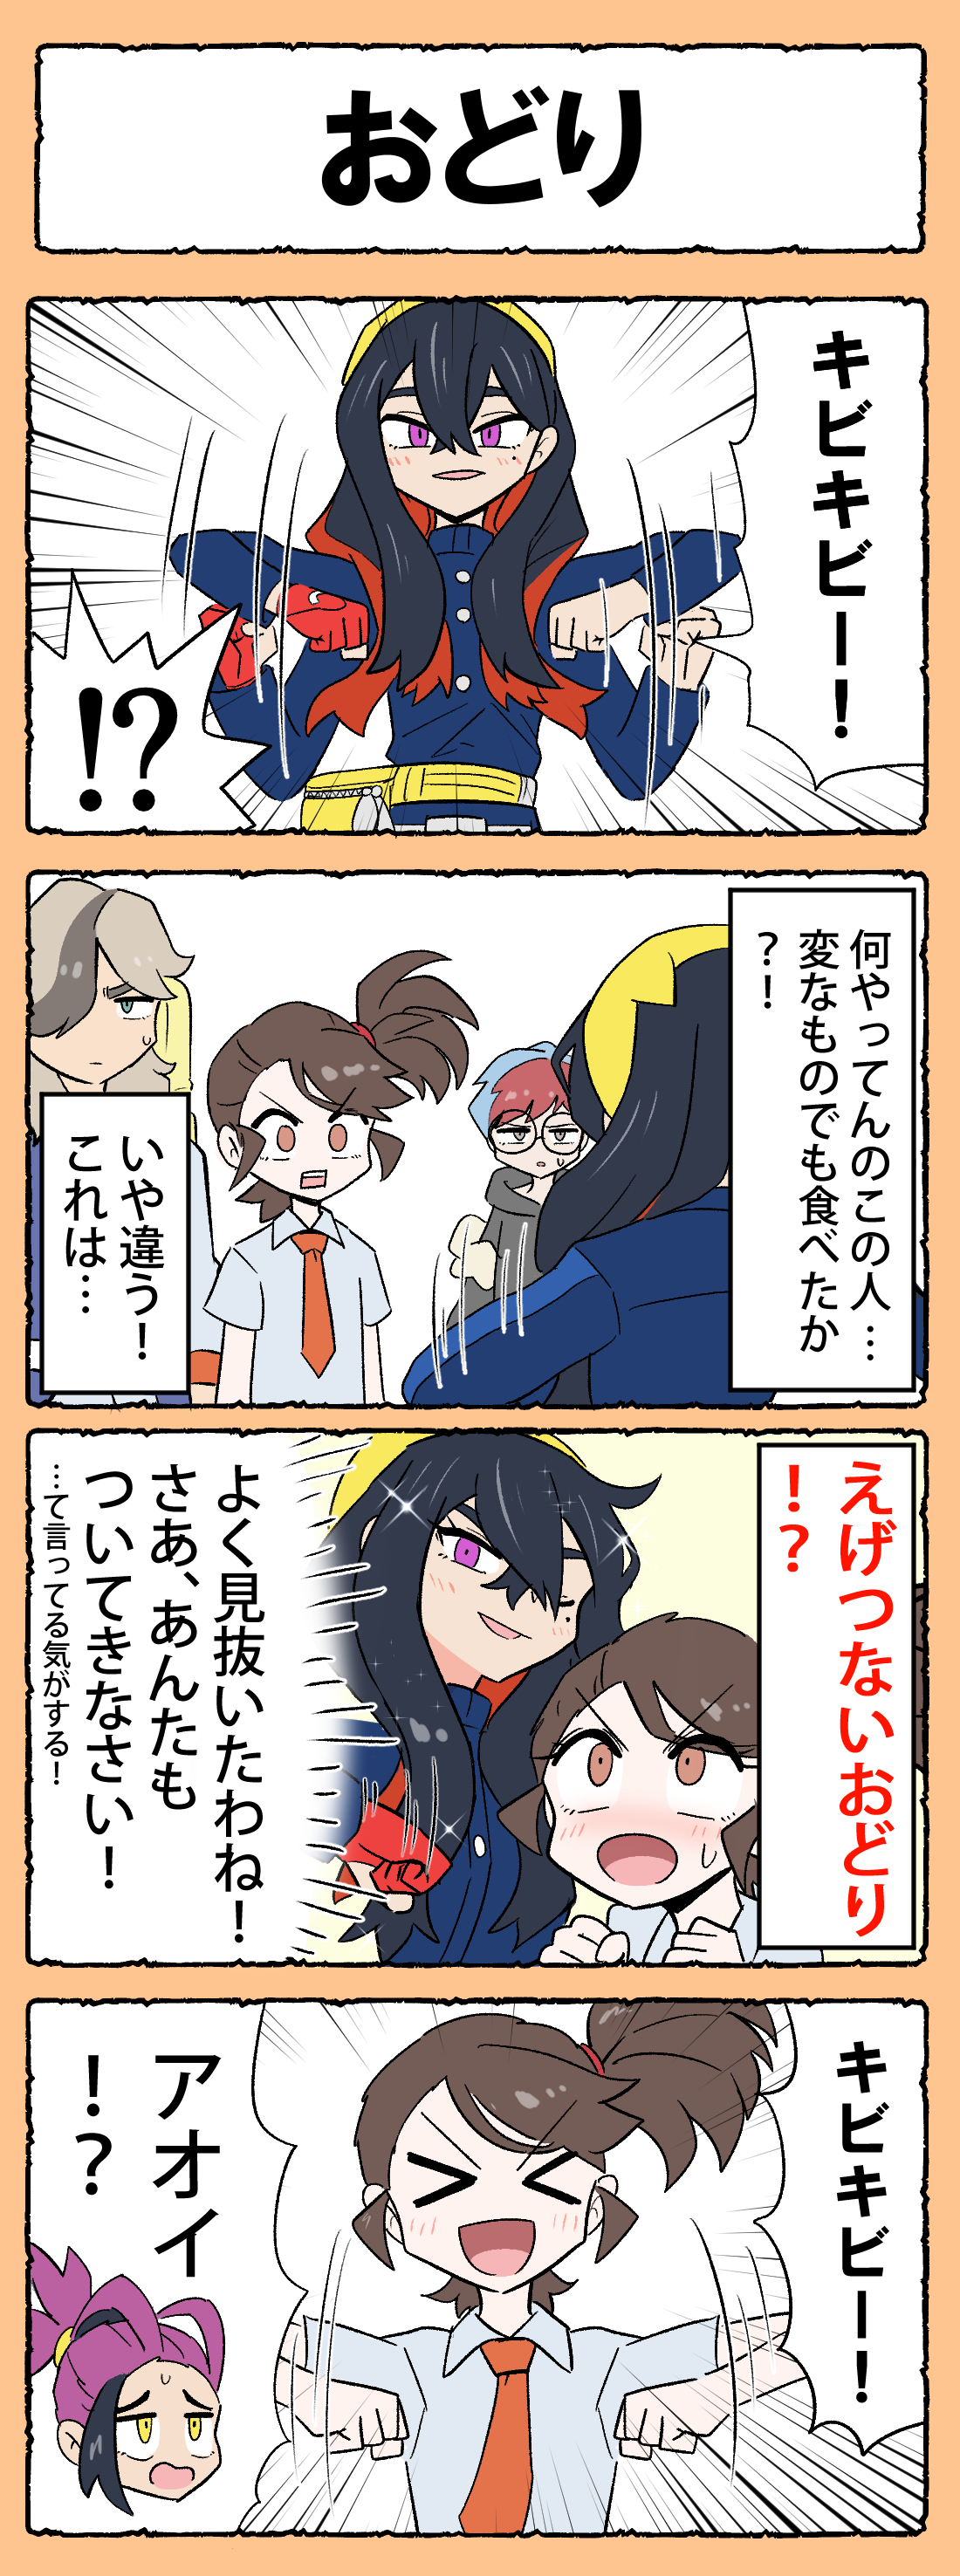 おどり
キビキビー！
!?
何やってんのこの人…
変なものでも食べたか
？！
いや違う！
これは…
えげつないおどり
！？
よく見抜いたわね！
さあ、あんたも
ついてきなさい！
…て言ってる気がする！
キビキビー！
アオイ
！？